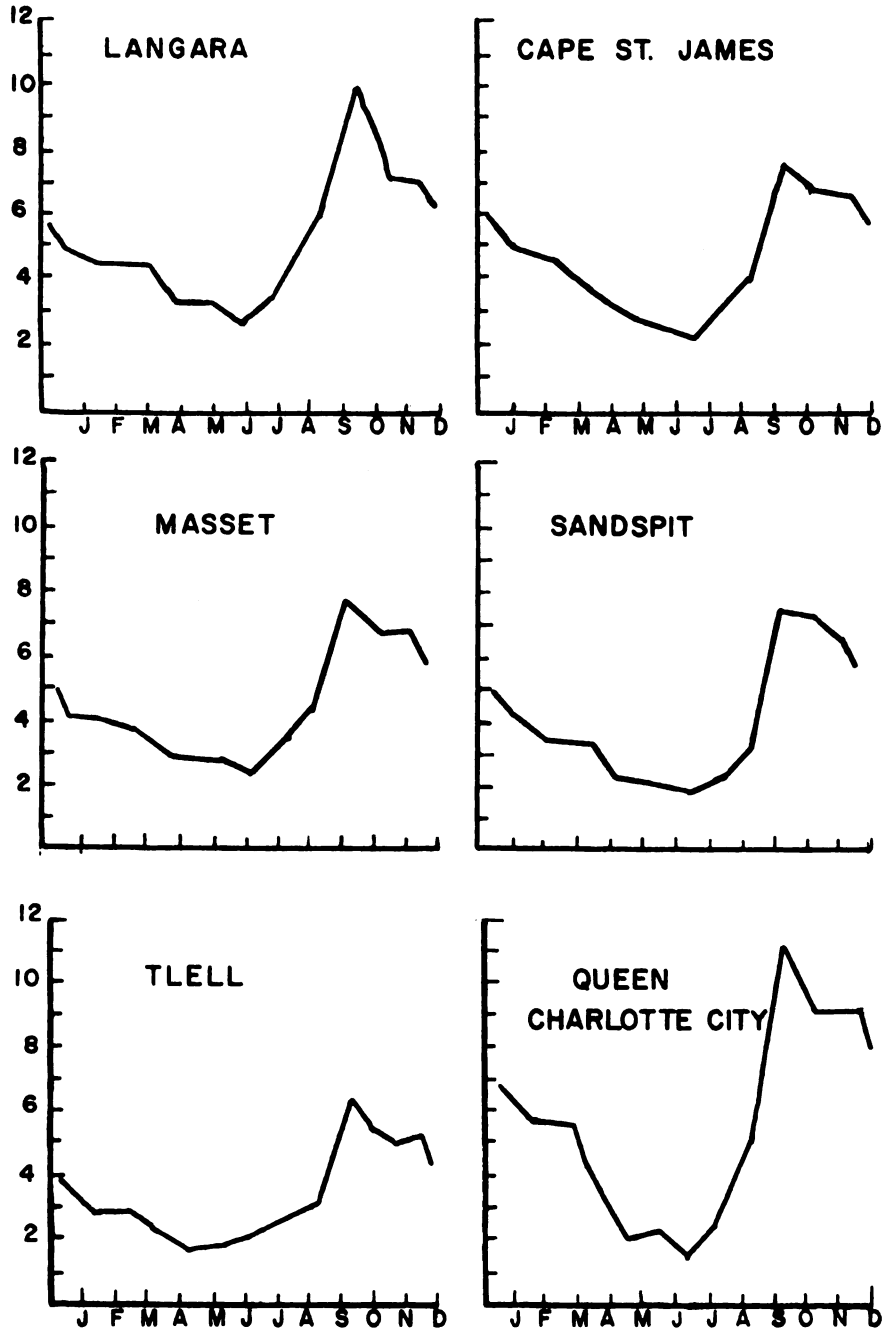 LANGARA
12
10
8
6
4
2
J F M A M J J A S O N D
CAPE ST. JAMES
J F M A M J J A S O N D
MASSET
12
10
8
6
4
2
SANDSPIT
TLELL
12
10
8
6
4
2
J F M A M J J A S O N D
QUEEN
CHARLOTTE CITY
J F M A M J J A S O N D